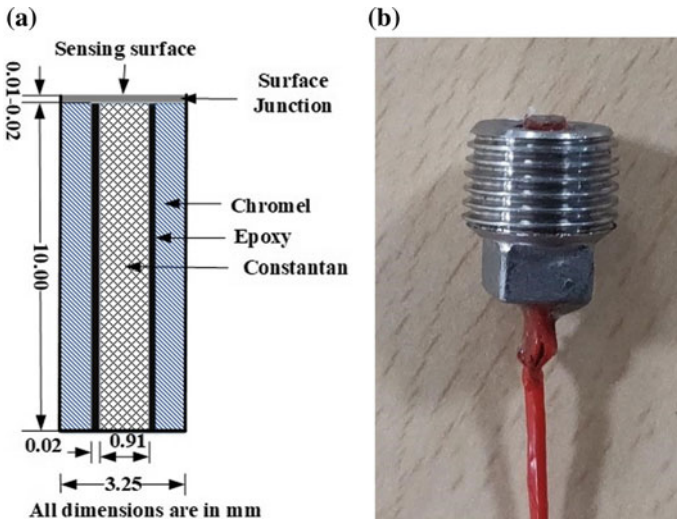 (a)
Sensing surface
Surface
Junction
0.01-0.02
Chromel
Epoxy
Constantan
10.00
0.02
0.91
3.25
All dimensions are in mm
(b)